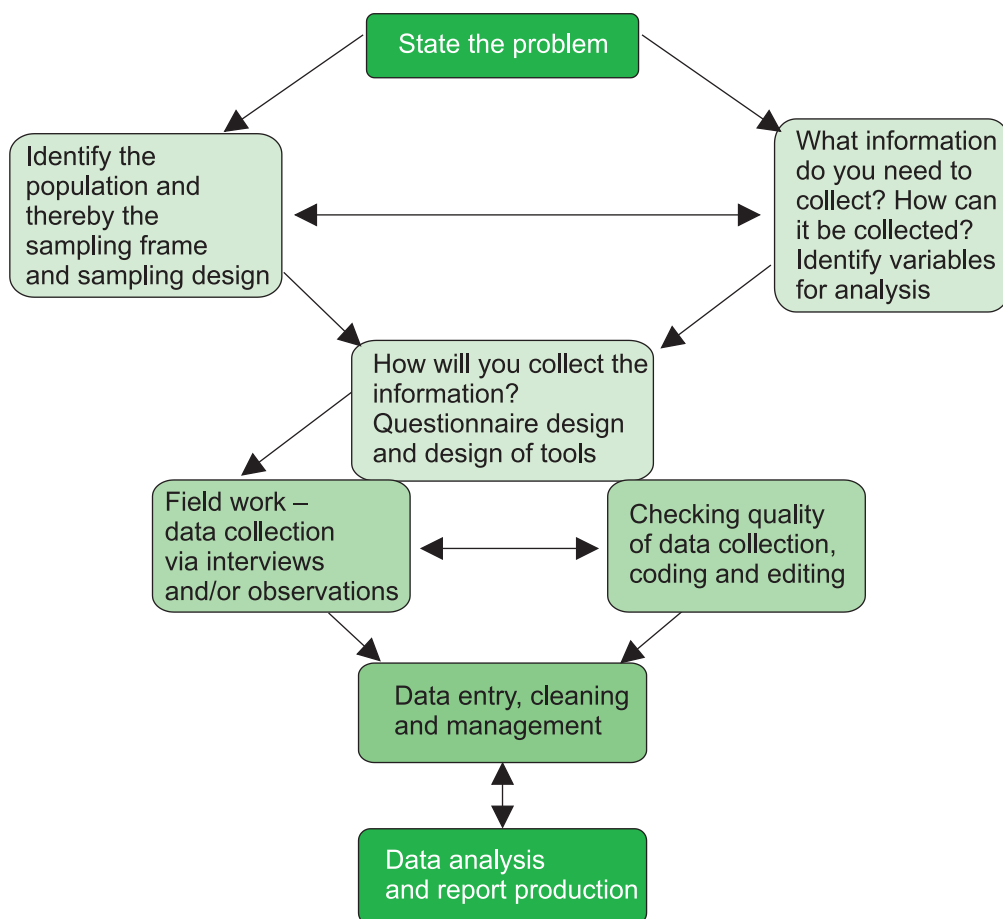 State the problem
Identify the
population and
thereby the
sampling frame
and sampling design
What information
do you need to
collect? How can
it be collected?
Identify variables
for analysis
How will you collect the
information?
Questionnaire design
and design of tools
Field work –
data collection
via interviews
and/or observations
Checking quality
of data collection,
coding and editing
Data entry, cleaning
and management
Data analysis
and report production